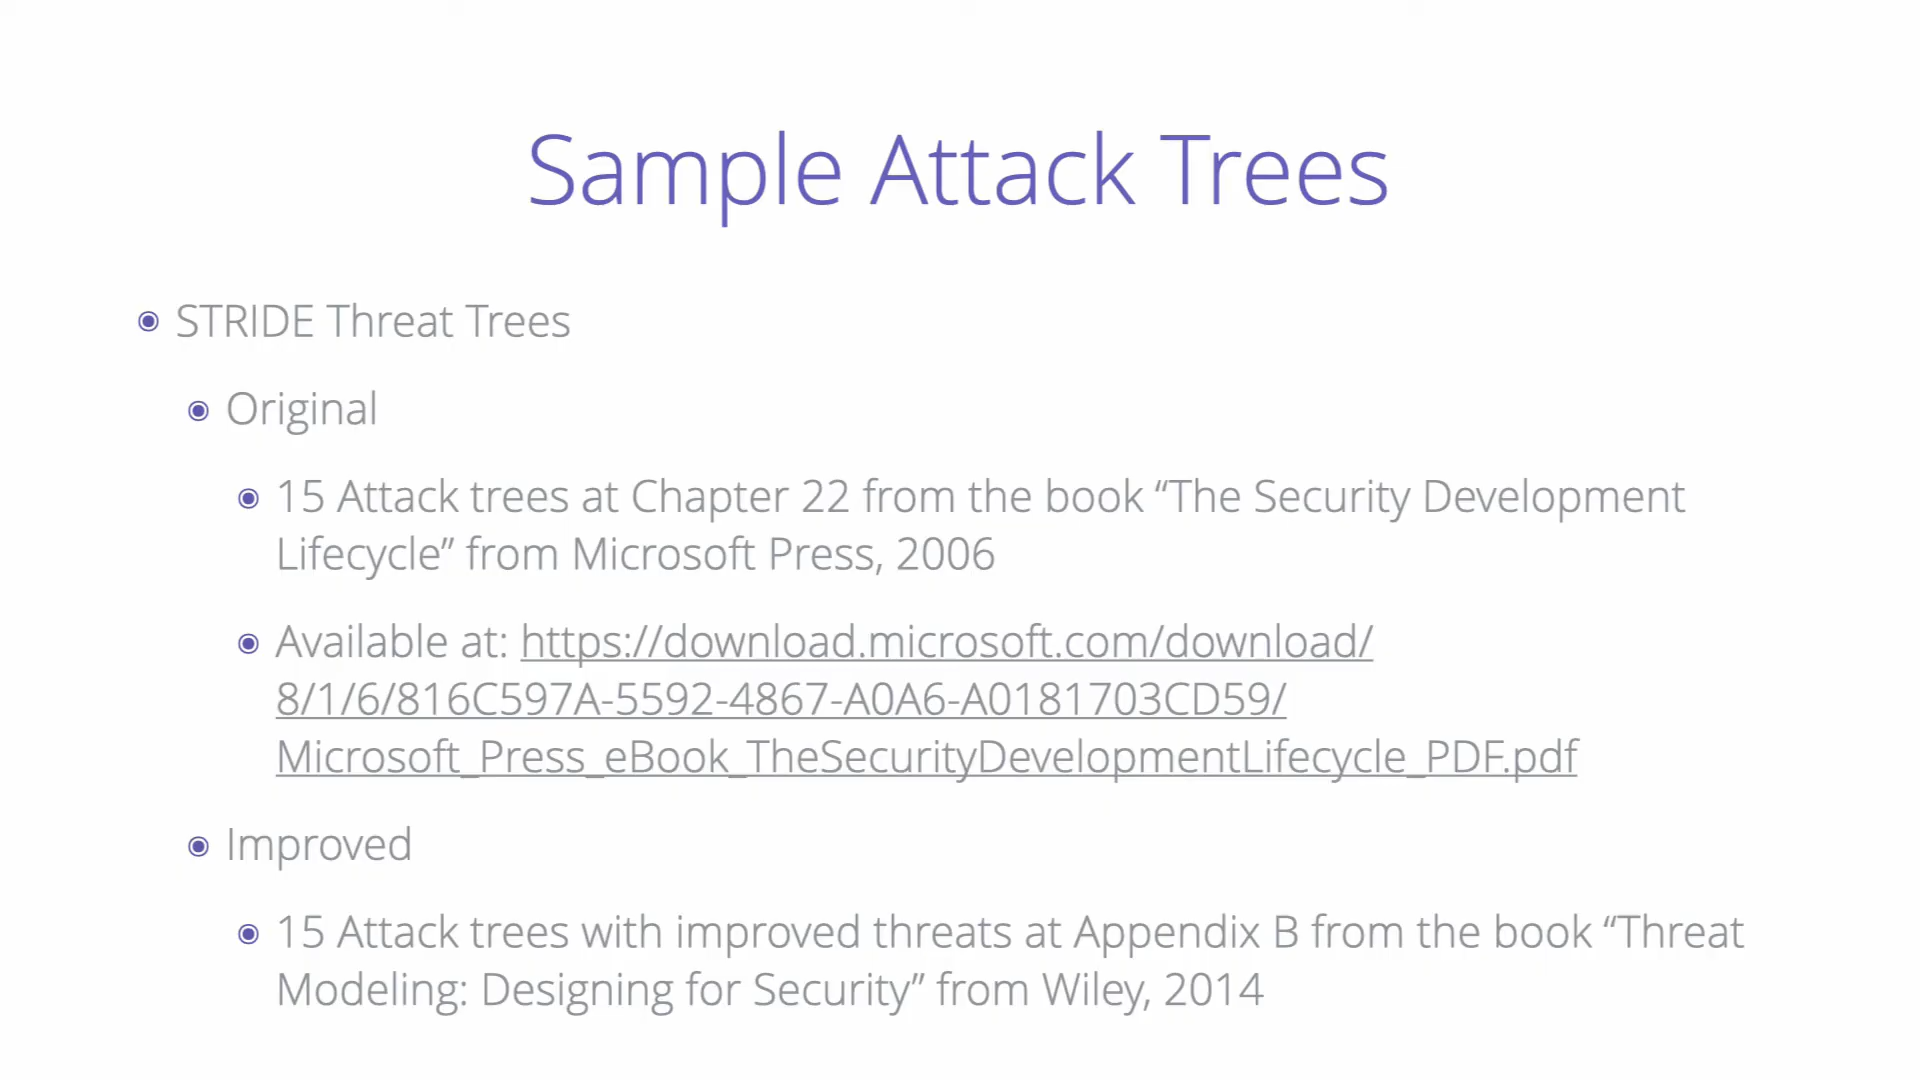 Sample Attack Trees
STRIDE Threat Trees
Original
15 Attack trees at Chapter 22 from the book “The Security Development
Lifecycle” from Microsoft Press, 2006
Available at: https://download.microsoft.com/download/
8/1/6/816C597A-5592-4867-A0A6-A0181703CD59/
Microsoft_Press_eBook_TheSecurityDevelopmentLifecycle_PDF.pdf
Improved
15 Attack trees with improved threats at Appendix B from the book “Threat
Modeling: Designing for Security” from Wiley, 2014